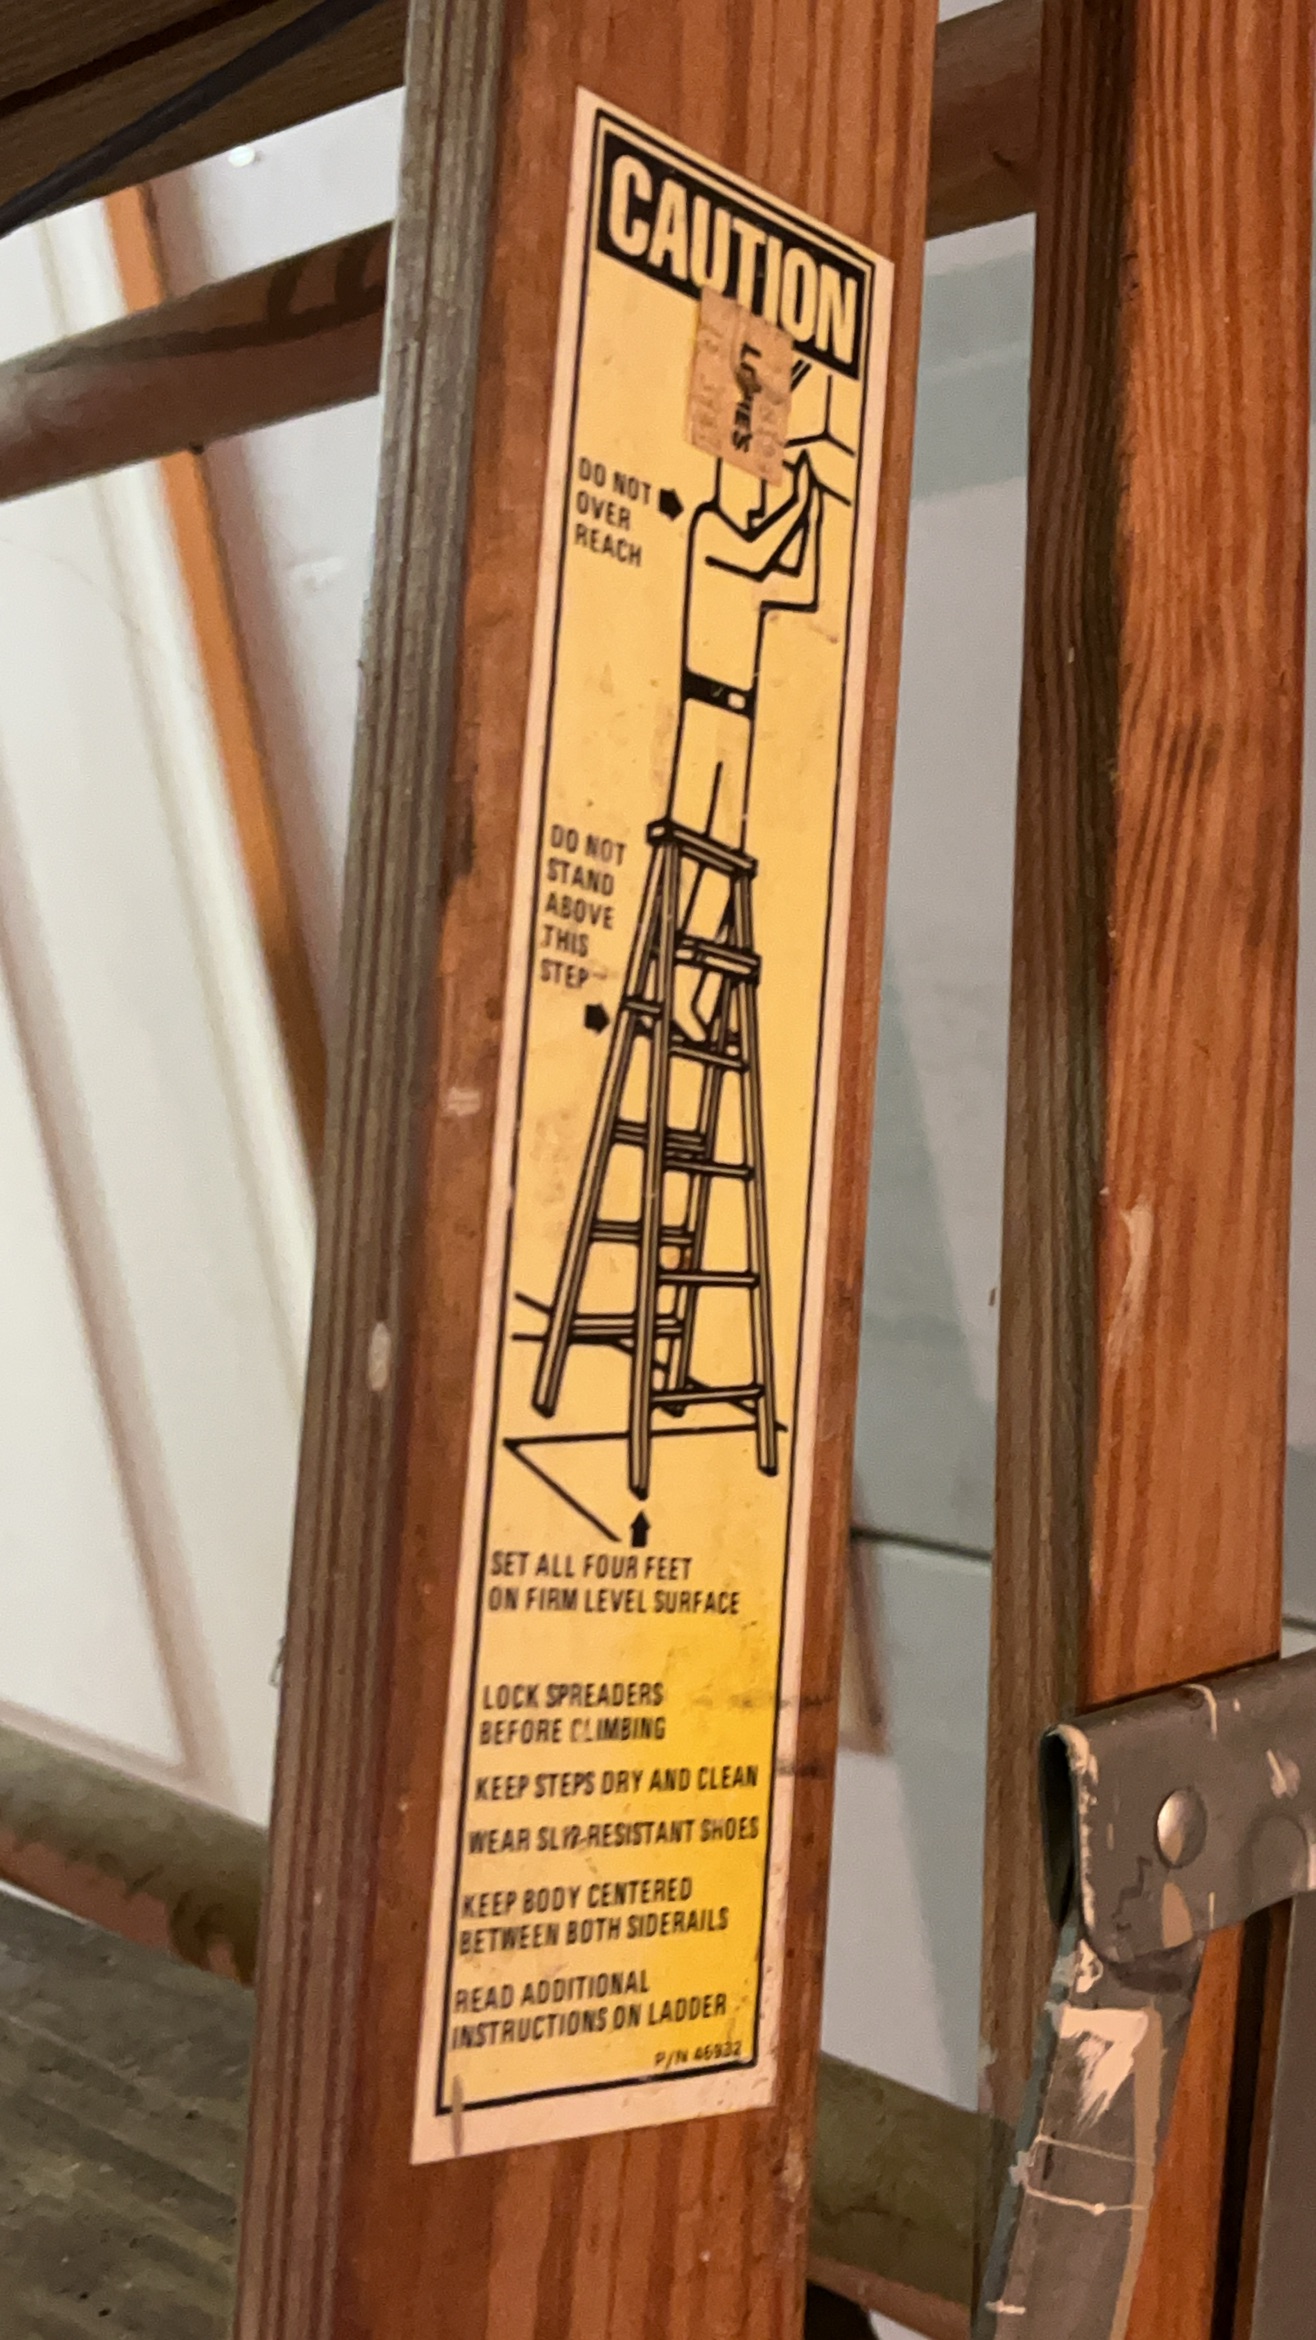 CAUTION
DO NOT
OVER
REACH
DO NOT
STAND
ABOVE
THIS
STEP
SET ALL FOUR FEET
ON FIRM LEVEL SURFACE
LOCK SPREADERS
BEFORE CLIMBING
KEEP STEPS DRY AND CLEAN
WEAR SLIP-RESISTANT SHOES
KEEP BODY CENTERED
BETWEEN BOTH SIDERAILS
READ ADDITIONAL
INSTRUCTIONS ON LADDER
P/N 46932